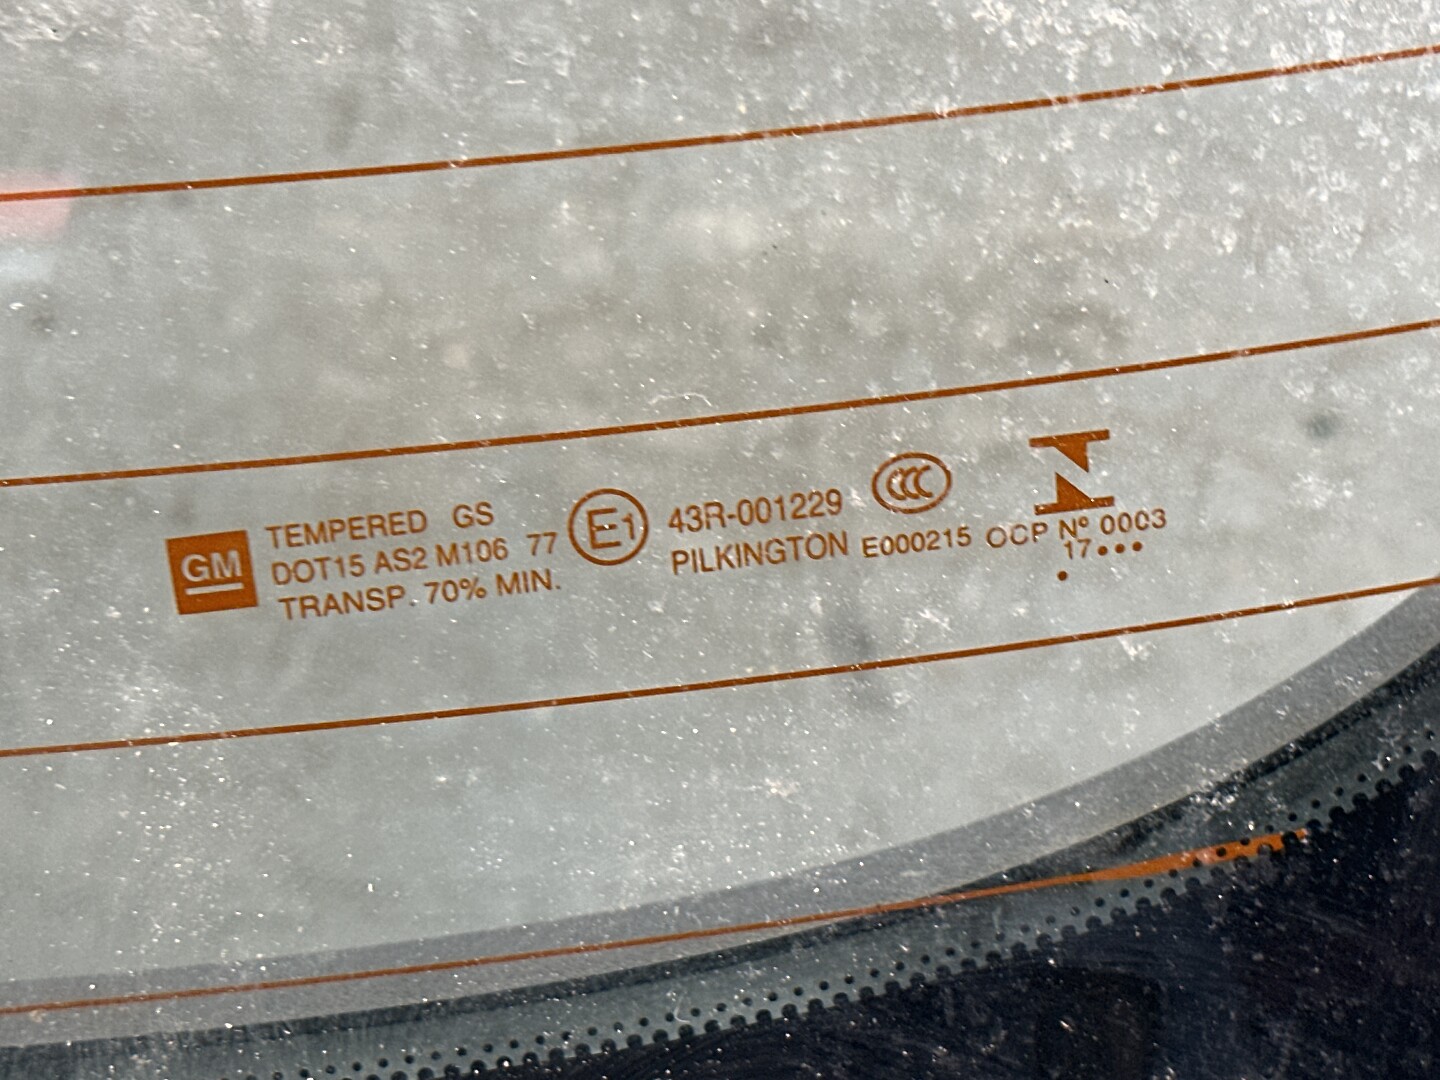 GM
TEMPERED GS
DOT15 AS2 M106 77
TRANSP. 70% MIN.
E1
43R-001229
PILKINGTON
CCC
E000215
OCP Nº 0003
17•••
•